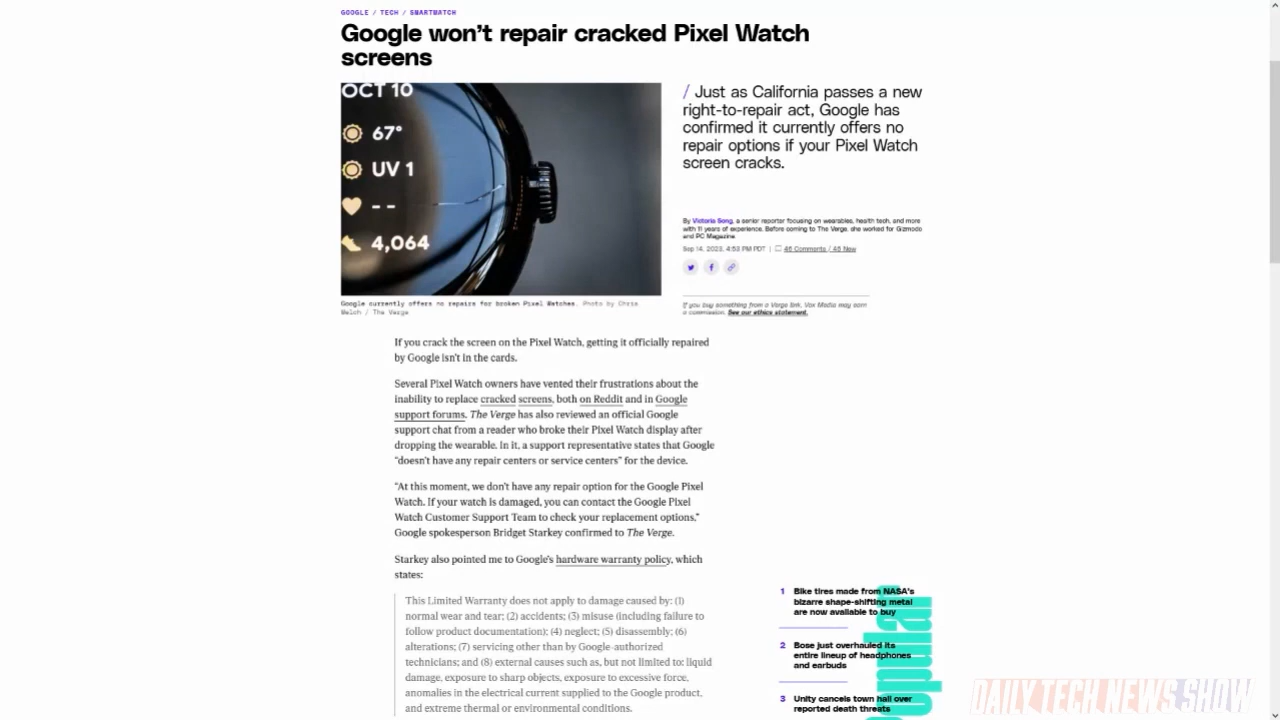 GOOGLE / TECH / SMARTWATCH
Google won't repair cracked Pixel Watch
screens
OCT 10
67°
UV 1
- -
4,064
/ Just as California passes a new
right-to-repair act, Google has
confirmed it currently offers no
repair options if your Pixel Watch
screen cracks.
By Victoria Song, a senior reporter focusing on wearables, health tech, and more
with 11 years of experience. Before coming to The Verge, she worked for Gizmodo
and PC Magazine.
Sep 14, 2023, 4:53 PM PDT | 46 Comments / 46 New
Google currently offers no repairs for broken Pixel Watches. Photo by Chris
Welch / The Verge
If you buy something from a Verge link, Vox Media may earn
a commission. See our ethics statement.
If you crack the screen on the Pixel Watch, getting it officially repaired
by Google isn't in the cards.
Several Pixel Watch owners have vented their frustrations about the
inability to replace cracked screens, both on Reddit and in Google
support forums. The Verge has also reviewed an official Google
support chat from a reader who broke their Pixel Watch display after
dropping the wearable. In it, a support representative states that Google
"doesn't have any repair centers or service centers" for the device.
"At this moment, we don't have any repair option for the Google Pixel
Watch. If your watch is damaged, you can contact the Google Pixel
Watch Customer Support Team to check your replacement options,"
Google spokesperson Bridget Starkey confirmed to The Verge.
Starkey also pointed me to Google's hardware warranty policy, which
states:
This Limited Warranty does not apply to damage caused by: (1)
normal wear and tear; (2) accidents; (3) misuse (including failure to
follow product documentation); (4) neglect; (5) disassembly; (6)
alterations; (7) servicing other than by Google-authorized
technicians; and (8) external causes such as, but not limited to: liquid
damage, exposure to sharp objects, exposure to excessive force,
anomalies in the electrical current supplied to the Google product,
and extreme thermal or environmental conditions.
1 Bike tires made from NASA's
bizarre shape-shifting metal
are now available to buy
2 Bose just overhauled its
entire lineup of headphones
and earbuds
3 Unity cancels town hall over
reported death threats
DAILY TECH NEWS SHOW